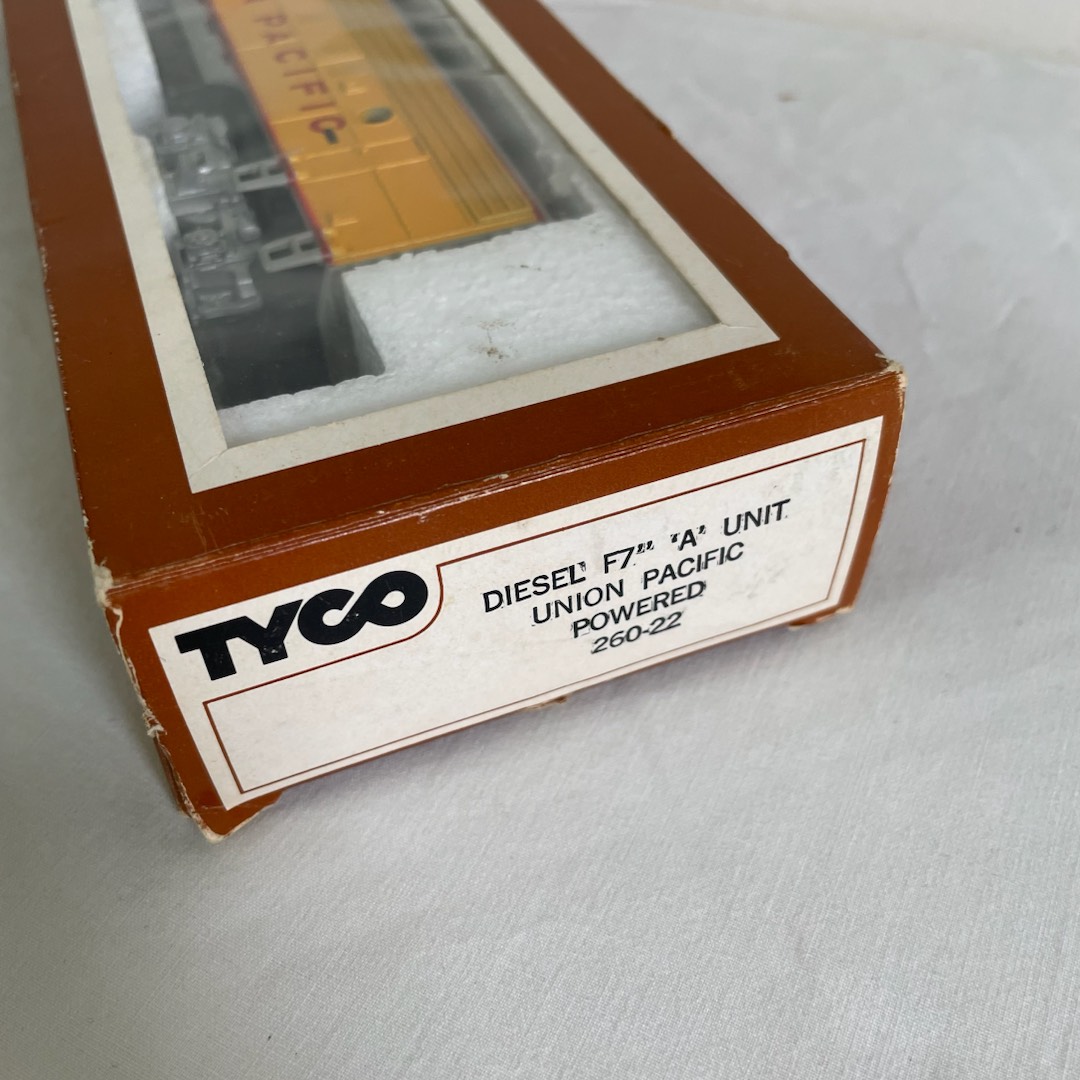 PACIFIC
TYCO
DIESEL F7" 'A' UNIT
UNION PACIFIC
POWERED
260-22